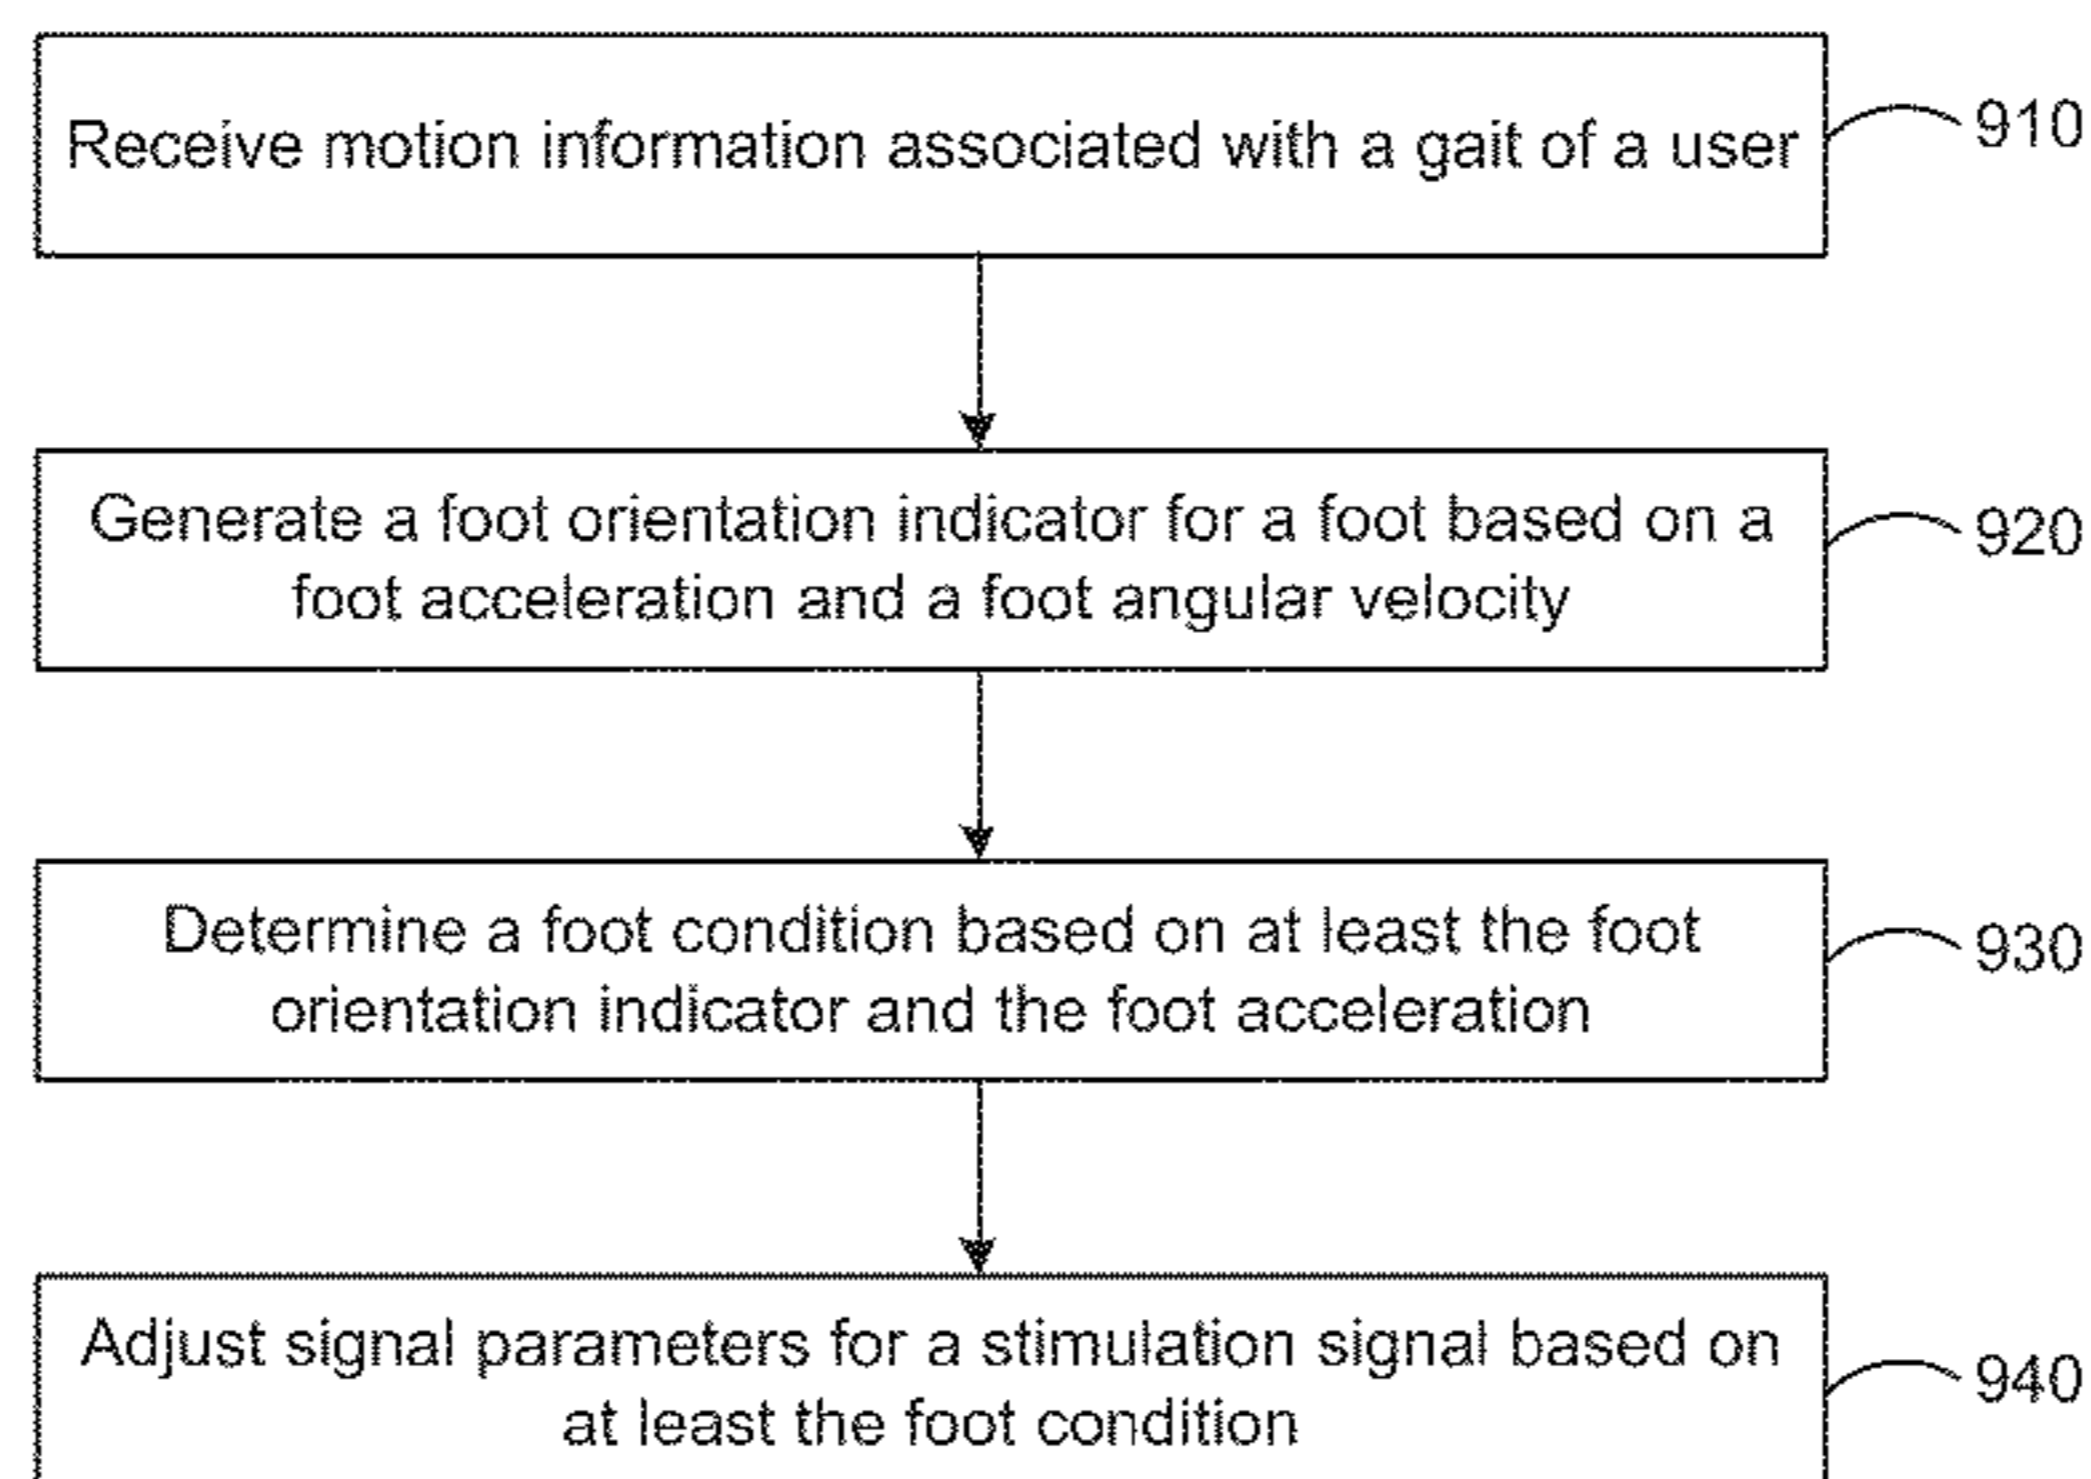 Receive motion information associated with a gait of a user
910
Generate a foot orientation indicator for a foot based on a
foot acceleration and a foot angular velocity
920
Determine a foot condition based on at least the foot
orientation indicator and the foot acceleration
930
Adjust signal parameters for a stimulation signal based on
at least the foot condition
940